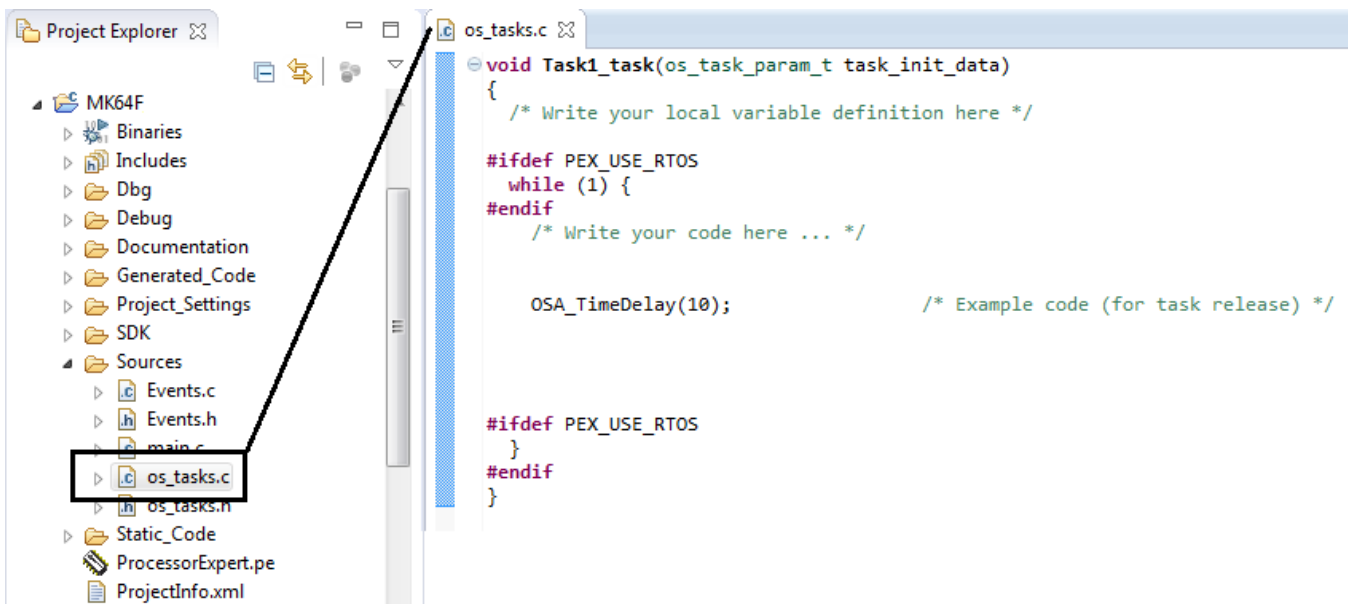 Project Explorer
MK64F
Binaries
Includes
Dbg
Debug
Documentation
Generated_Code
Project_Settings
SDK
Sources
.c Events.c
.h Events.h
.c main.c
.c os_tasks.c
.h os_tasks.h
Static_Code
ProcessorExpert.pe
ProjectInfo.xml
.c os_tasks.c
void Task1_task(os_task_param_t task_init_data)
{
/* Write your local variable definition here */
#ifdef PEX_USE_RTOS
while (1) {
#endif
/* Write your code here ... */
OSA_TimeDelay(10); /* Example code (for task release) */
#ifdef PEX_USE_RTOS
}
#endif
}